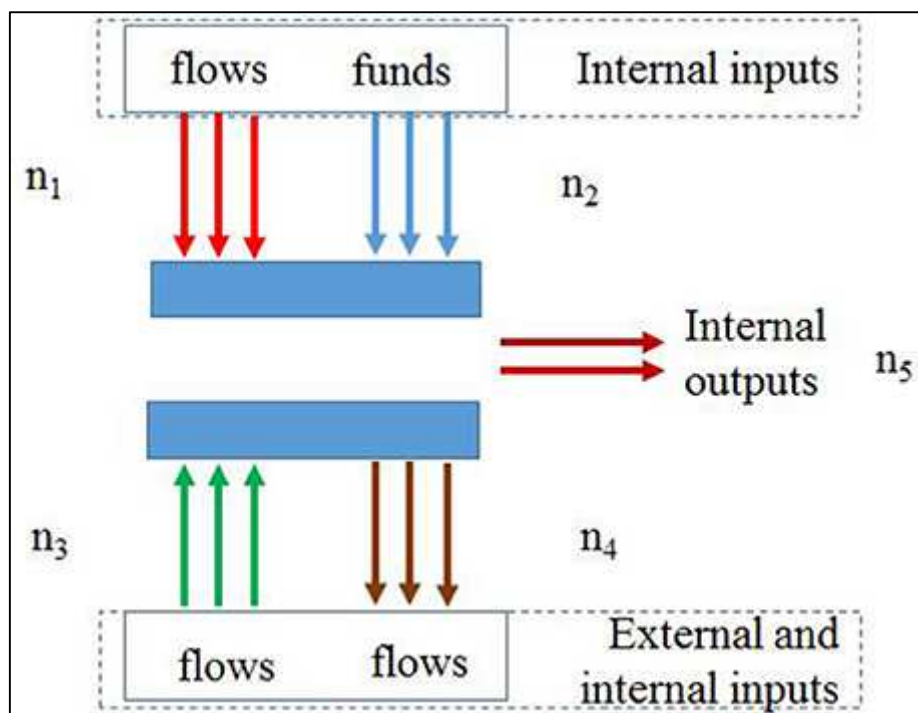 flows funds Internal inputs
n₁ n₂
Internal
outputs n₅
n₃ n₄
flows flows External and
internal inputs